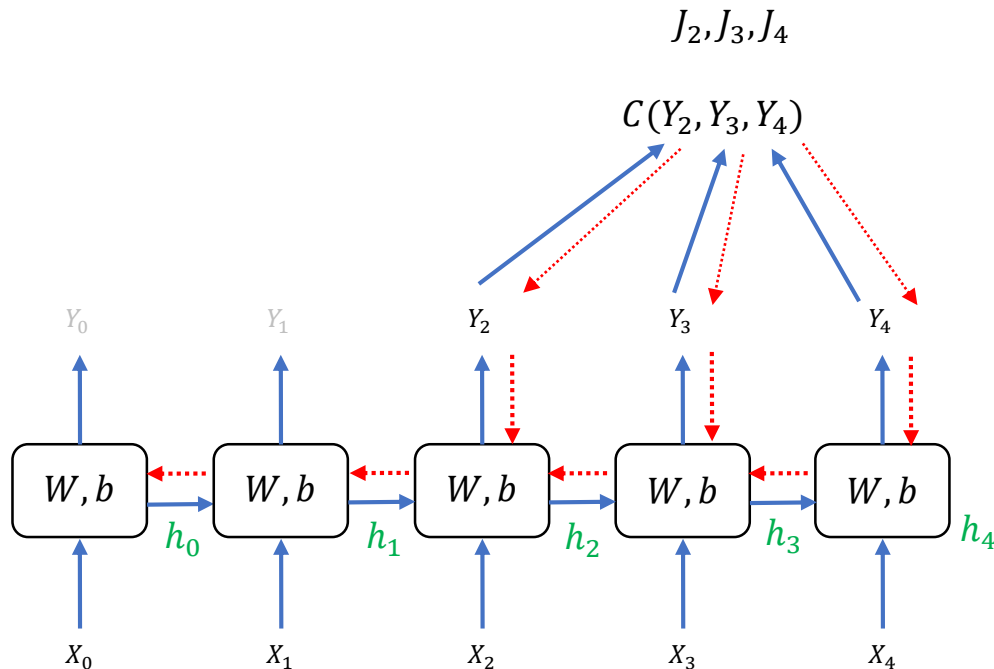 J₂, J₃, J₄
C(Y₂, Y₃, Y₄)
Y₀ Y₁ Y₂ Y₃ Y₄
W, b W, b W, b W, b W, b
h₀ h₁ h₂ h₃ h₄
X₀ X₁ X₂ X₃ X₄